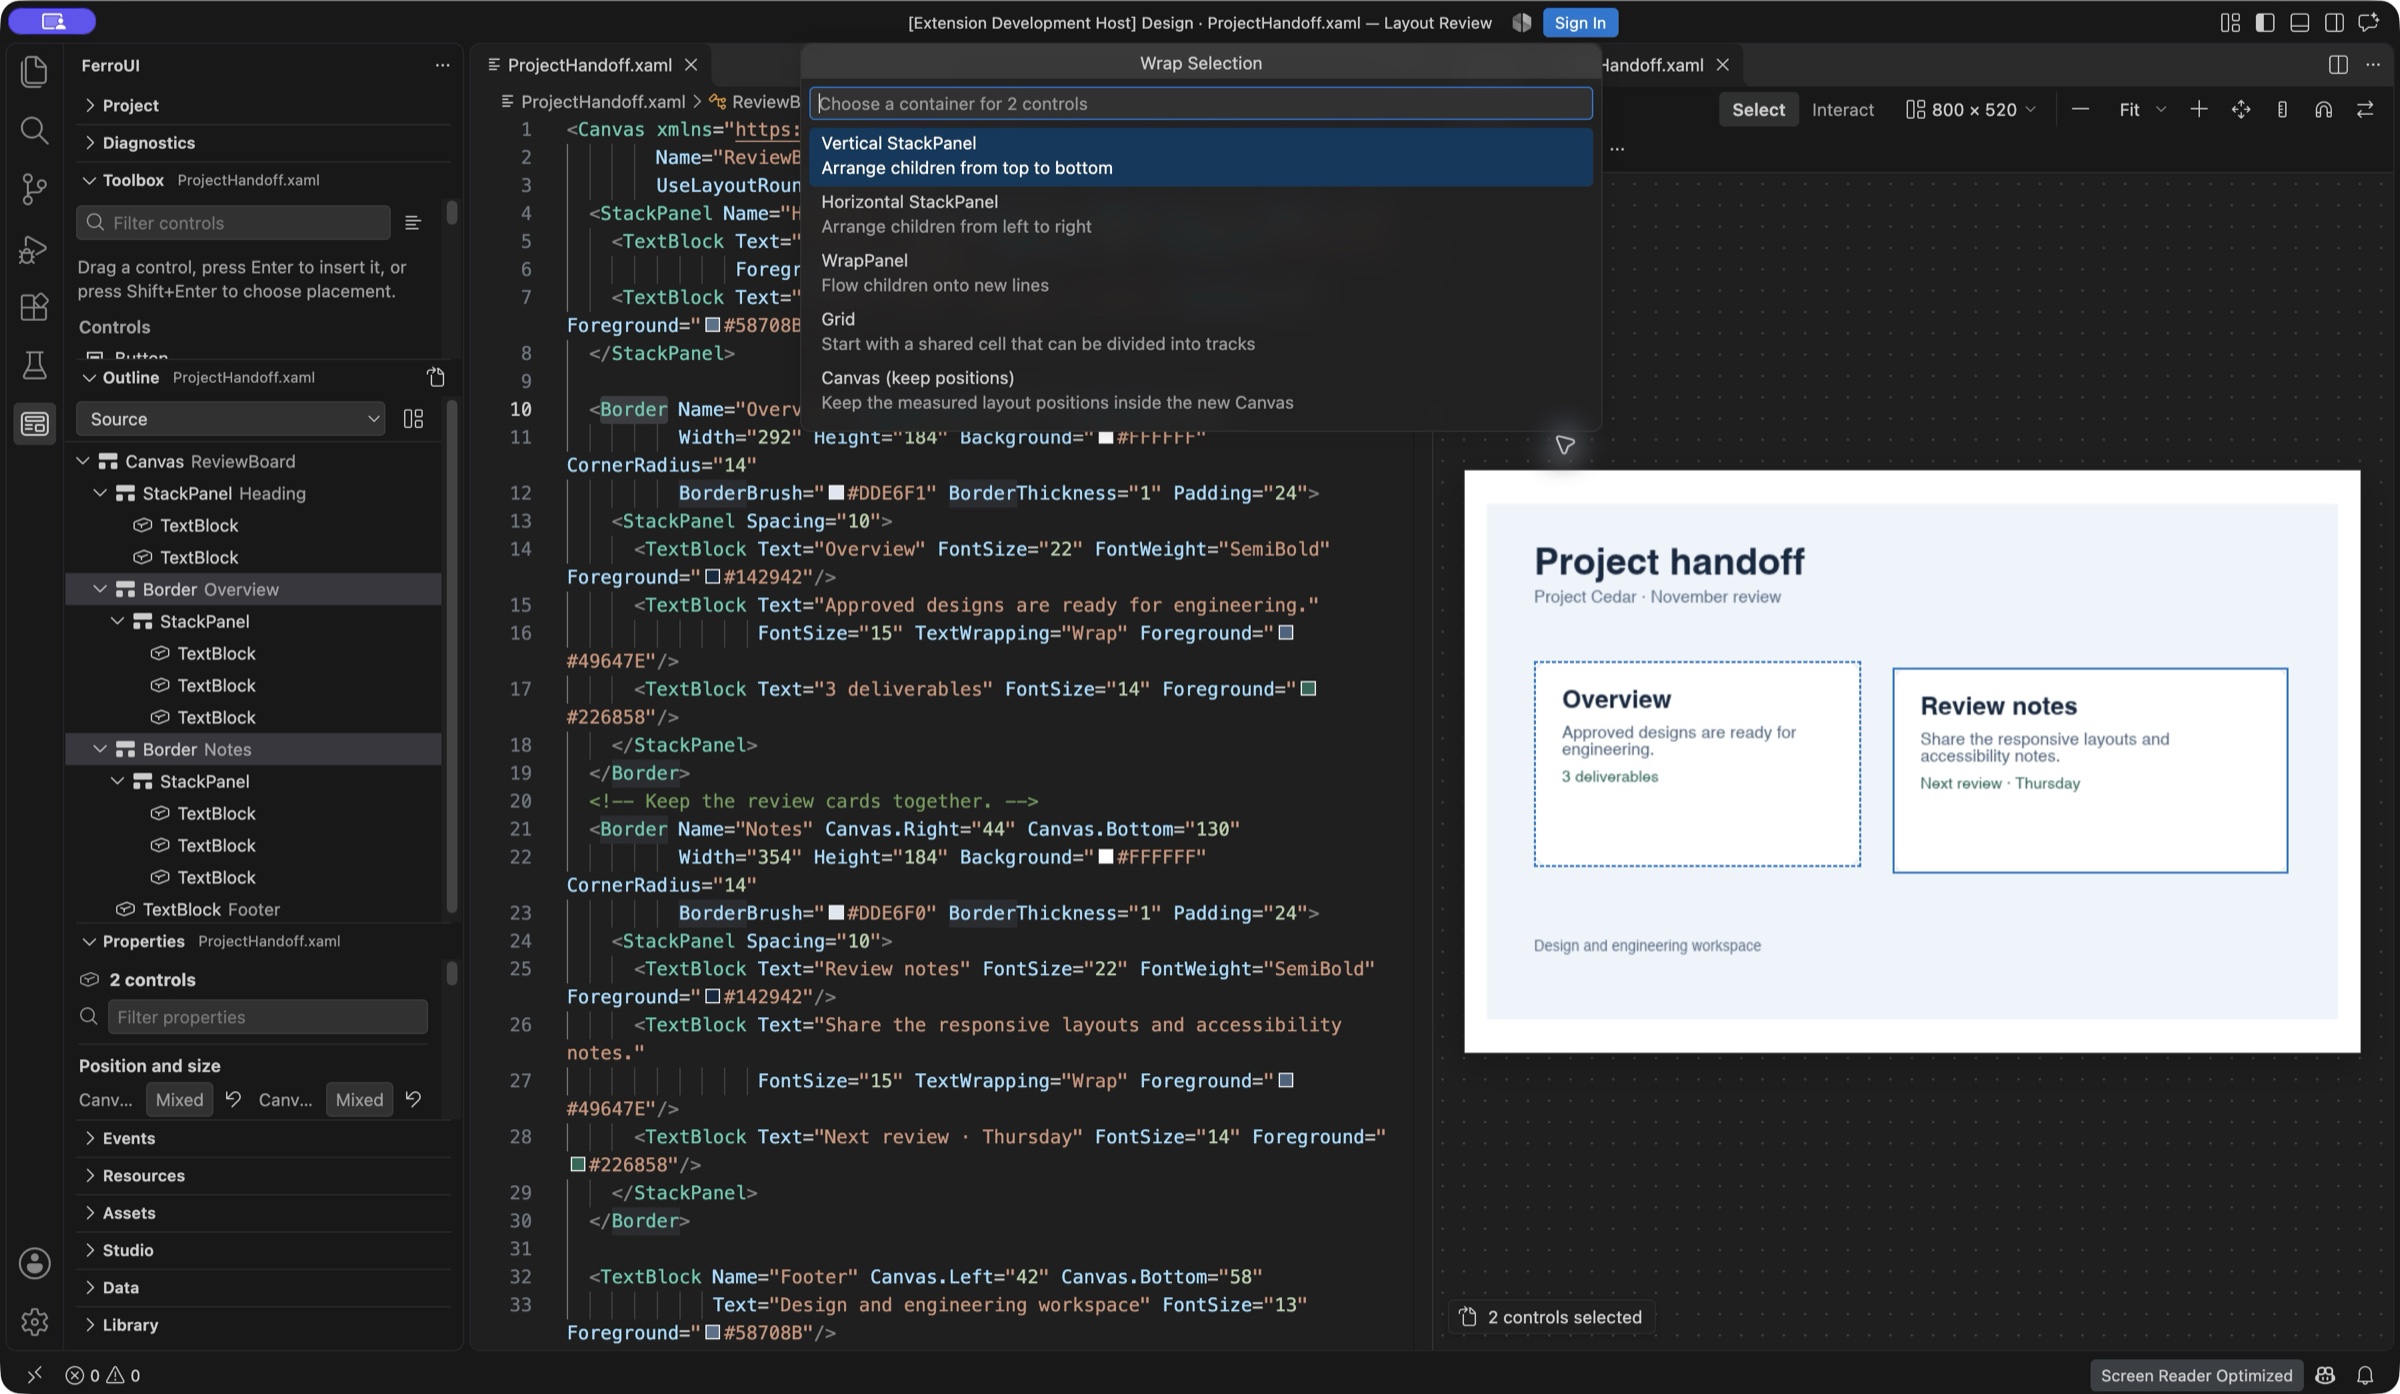 [Extension Development Host] Design · ProjectHandoff.xaml — Layout Review
Sign In
FerroUI
Project
Diagnostics
Toolbox ProjectHandoff.xaml
Filter controls
Drag a control, press Enter to insert it, or
press Shift+Enter to choose placement.
Controls
Button
Outline ProjectHandoff.xaml
Source
Canvas ReviewBoard
StackPanel Heading
TextBlock
TextBlock
Border Overview
StackPanel
TextBlock
TextBlock
TextBlock
Border Notes
StackPanel
TextBlock
TextBlock
TextBlock
TextBlock Footer
Properties ProjectHandoff.xaml
2 controls
Filter properties
Position and size
Canv... Mixed Canv... Mixed
Events
Resources
Assets
Studio
Data
Library
ProjectHandoff.xaml
ProjectHandoff.xaml > ReviewB
1 <Canvas xmlns="https:
2 Name="ReviewB
3 UseLayoutRoun
4 <StackPanel Name="H
5 <TextBlock Text="
6 Foregr
7 <TextBlock Text="
Foreground="#58708B
8 </StackPanel>
9
10 <Border Name="Overv
11 Width="292" Height="184" Background="#FFFFFF"
CornerRadius="14"
12 BorderBrush="#DDE6F1" BorderThickness="1" Padding="24">
13 <StackPanel Spacing="10">
14 <TextBlock Text="Overview" FontSize="22" FontWeight="SemiBold"
Foreground="#142942"/>
15 <TextBlock Text="Approved designs are ready for engineering."
16 FontSize="15" TextWrapping="Wrap" Foreground="
#49647E"/>
17 <TextBlock Text="3 deliverables" FontSize="14" Foreground="
#226858"/>
18 </StackPanel>
19 </Border>
20 <!-- Keep the review cards together. -->
21 <Border Name="Notes" Canvas.Right="44" Canvas.Bottom="130"
22 Width="354" Height="184" Background="#FFFFFF"
CornerRadius="14"
23 BorderBrush="#DDE6F0" BorderThickness="1" Padding="24">
24 <StackPanel Spacing="10">
25 <TextBlock Text="Review notes" FontSize="22" FontWeight="SemiBold"
Foreground="#142942"/>
26 <TextBlock Text="Share the responsive layouts and accessibility
notes."
27 FontSize="15" TextWrapping="Wrap" Foreground="
#49647E"/>
28 <TextBlock Text="Next review · Thursday" FontSize="14" Foreground="
#226858"/>
29 </StackPanel>
30 </Border>
31
32 <TextBlock Name="Footer" Canvas.Left="42" Canvas.Bottom="58"
33 Text="Design and engineering workspace" FontSize="13"
Foreground="#58708B"/>
Wrap Selection
Choose a container for 2 controls
Vertical StackPanel
Arrange children from top to bottom
Horizontal StackPanel
Arrange children from left to right
WrapPanel
Flow children onto new lines
Grid
Start with a shared cell that can be divided into tracks
Canvas (keep positions)
Keep the measured layout positions inside the new Canvas
Handoff.xaml
Select Interact 800 × 520 Fit
Project handoff
Project Cedar · November review
Overview
Approved designs are ready for
engineering.
3 deliverables
Review notes
Share the responsive layouts and
accessibility notes.
Next review · Thursday
Design and engineering workspace
2 controls selected
0 0
Screen Reader Optimized